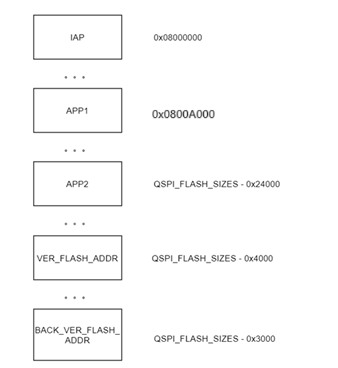 IAP 0x08000000
• • •
APP1 0x0800A000
• • •
APP2 QSPI_FLASH_SIZES - 0x24000
• • •
VER_FLASH_ADDR QSPI_FLASH_SIZES - 0x4000
• • •
BACK_VER_FLASH_
ADDR QSPI_FLASH_SIZES - 0x3000